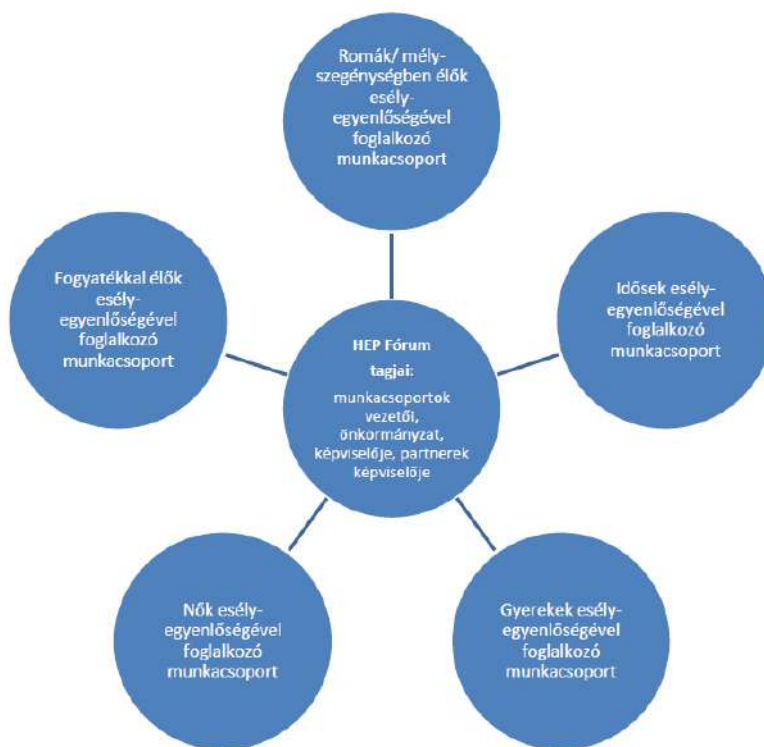 Romák/ mély-
szegénységben élők
esély-
egyenlőségével
foglalkozó
munkacsoport
Fogyatékkal élők
esély-
egyenlőségével
foglalkozó
munkacsoport
Idősek esély-
egyenlőségével
foglalkozó
munkacsoport
HEP Fórum
tagjai:
munkacsoportok
vezetői,
önkormányzat,
képviselője, partnerek
képviselője
Nők esély-
egyenlőségével
foglalkozó
munkacsoport
Gyerekek esély-
egyenlőségével
foglalkozó
munkacsoport